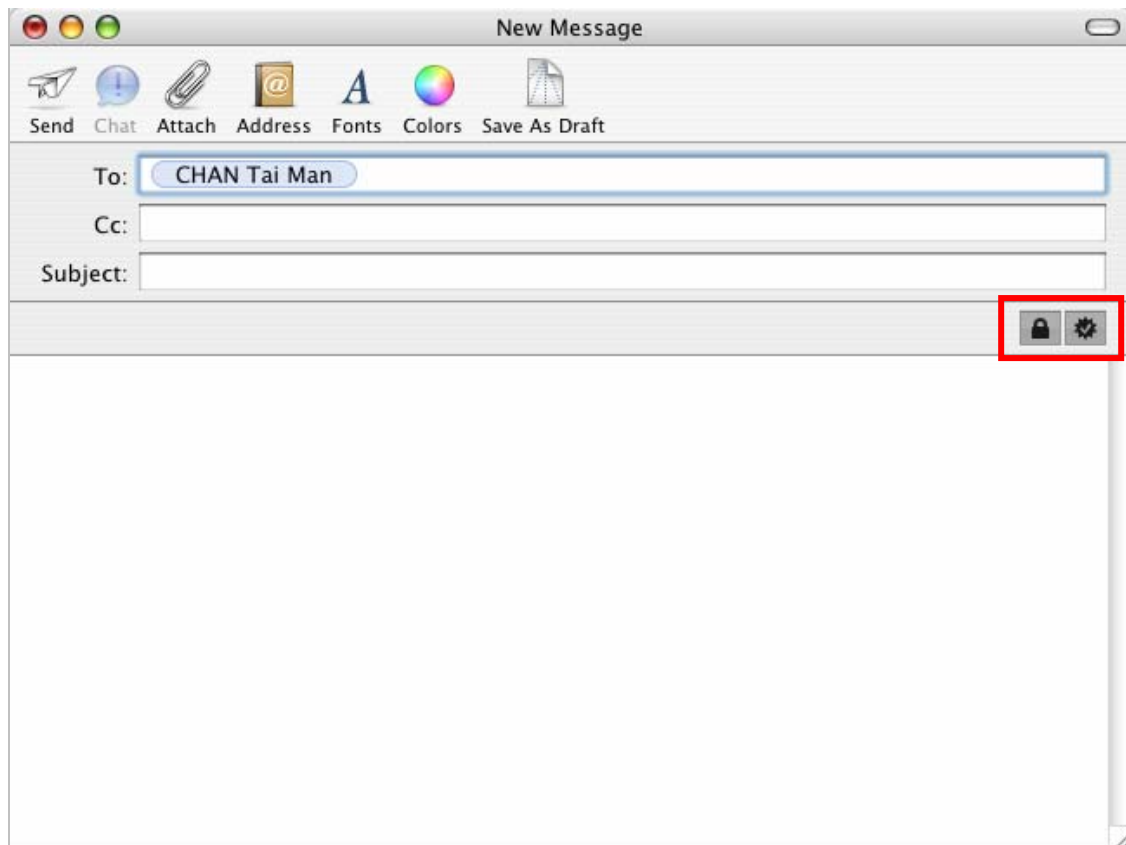 New Message
Send Chat Attach Address Fonts Colors Save As Draft
To: CHAN Tai Man
Cc:
Subject: